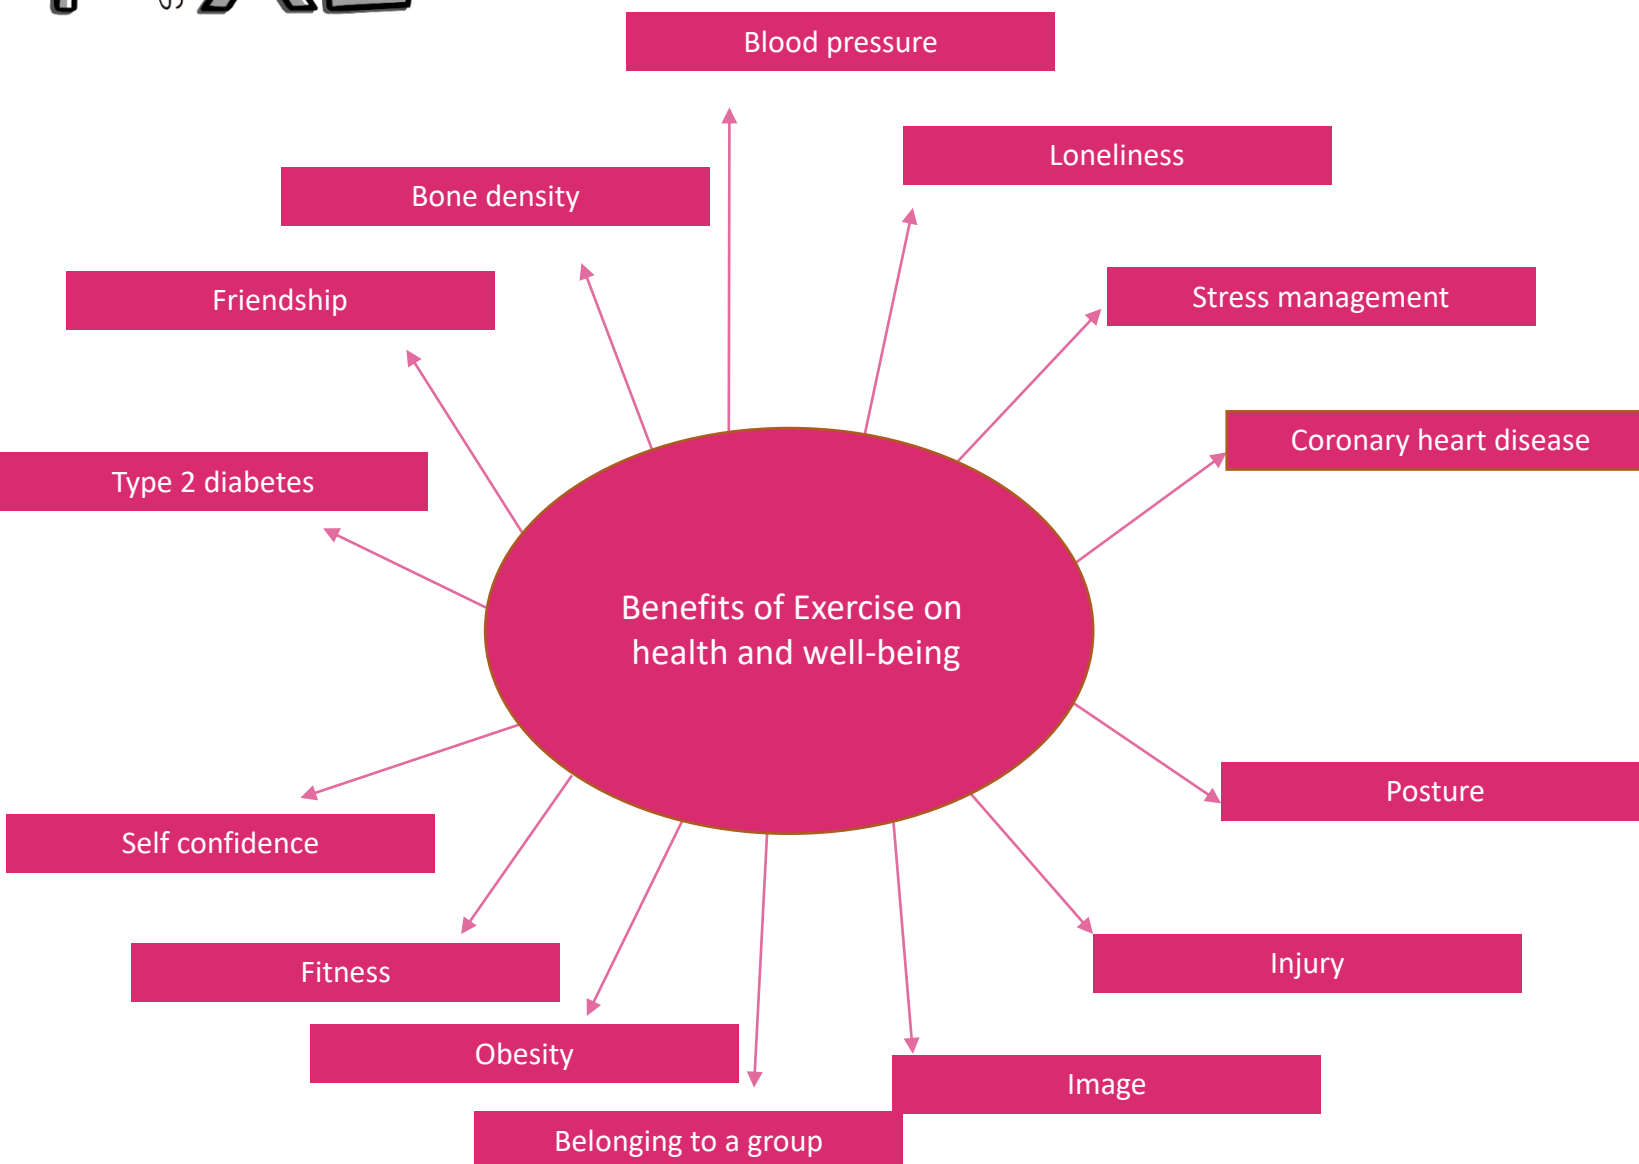 Blood pressure
Loneliness
Bone density
Stress management
Friendship
Coronary heart disease
Type 2 diabetes
Benefits of Exercise on
health and well-being
Posture
Self confidence
Injury
Fitness
Obesity
Image
Belonging to a group